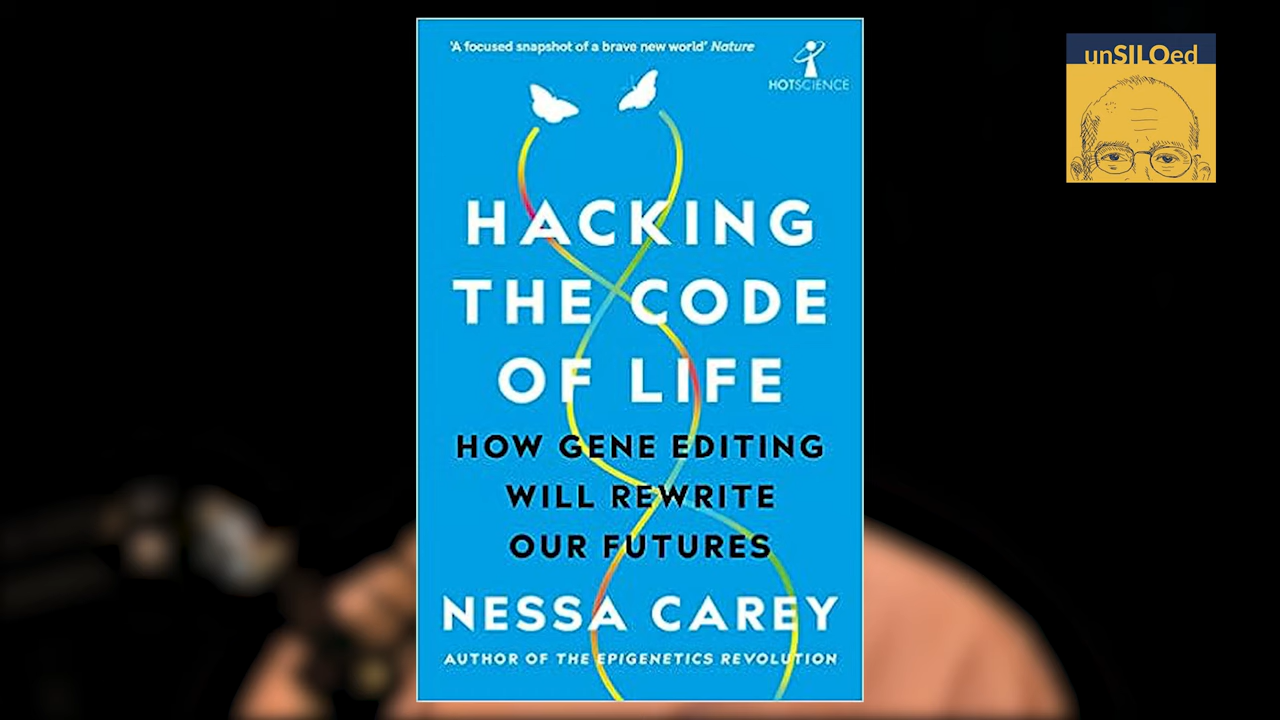 'A focused snapshot of a brave new world' Nature
HOTSCIENCE
unSILOed
HACKING
THE CODE
OF LIFE
HOW GENE EDITING
WILL REWRITE
OUR FUTURES
NESSA CAREY
AUTHOR OF THE EPIGENETICS REVOLUTION